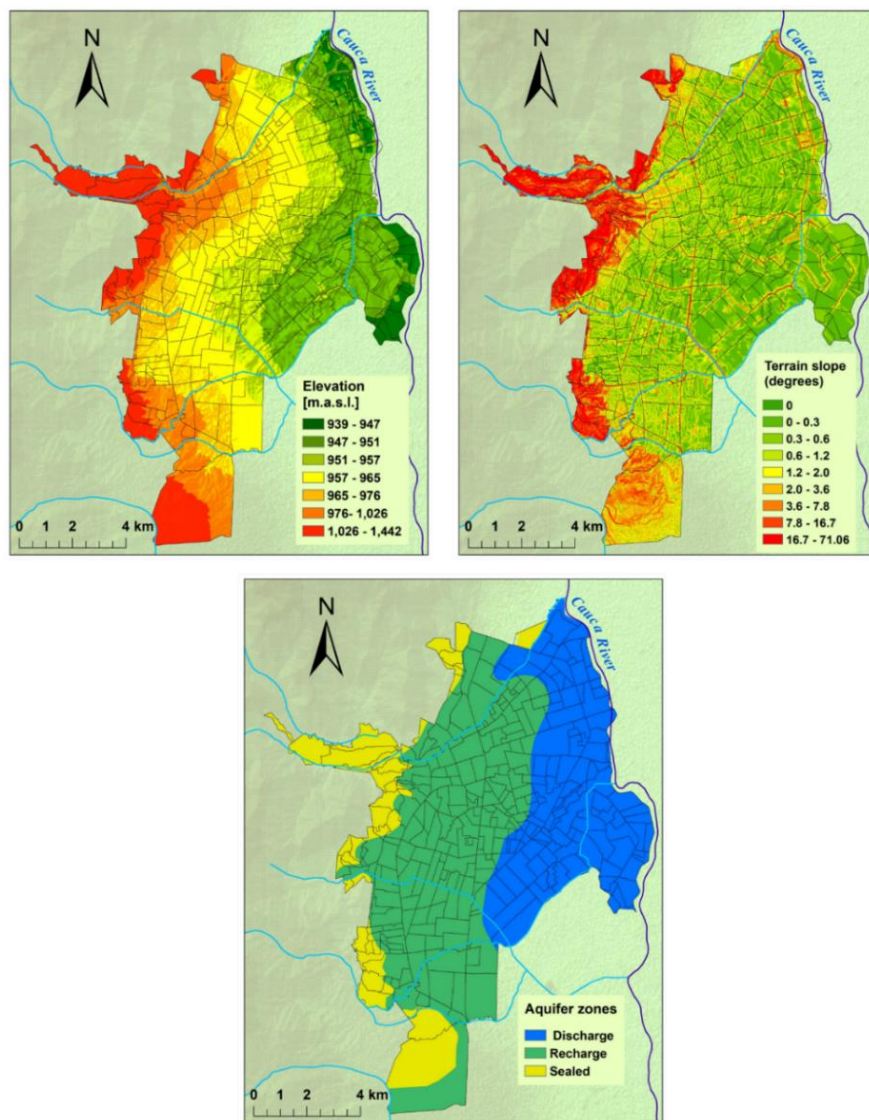 N
Cauca River
Elevation
[m.a.s.l.]
939 - 947
947 - 951
951 - 957
957 - 965
965 - 976
976- 1,026
1,026 - 1,442
0 1 2 4 km
N
Cauca River
Terrain slope
(degrees)
0
0 - 0.3
0.3 - 0.6
0.6 - 1.2
1.2 - 2.0
2.0 - 3.6
3.6 - 7.8
7.8 - 16.7
16.7 - 71.06
0 1 2 4 km
N
Cauca River
Aquifer zones
Discharge
Recharge
Sealed
0 1 2 4 km